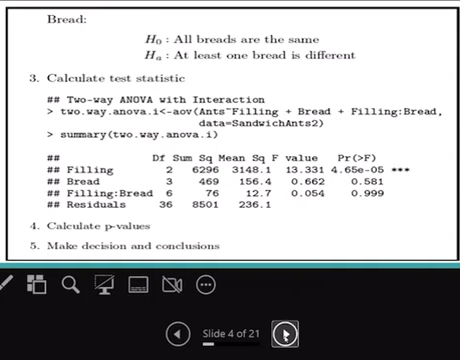 Bread:
H₀ : All breads are the same
Hₐ : At least one bread is different
3. Calculate test statistic
## Two-way ANOVA with Interaction
> two.way.anova.i<-aov(Ants~Filling + Bread + Filling:Bread,
data=SandwichAnts2)
> summary(two.way.anova.i)
## Df Sum Sq Mean Sq F value Pr(>F)
## Filling 2 6296 3148.1 13.331 4.65e-05 ***
## Bread 3 469 156.4 0.662 0.581
## Filling:Bread 6 76 12.7 0.054 0.999
## Residuals 36 8501 236.1
4. Calculate p-values
5. Make decision and conclusions
Slide 4 of 21